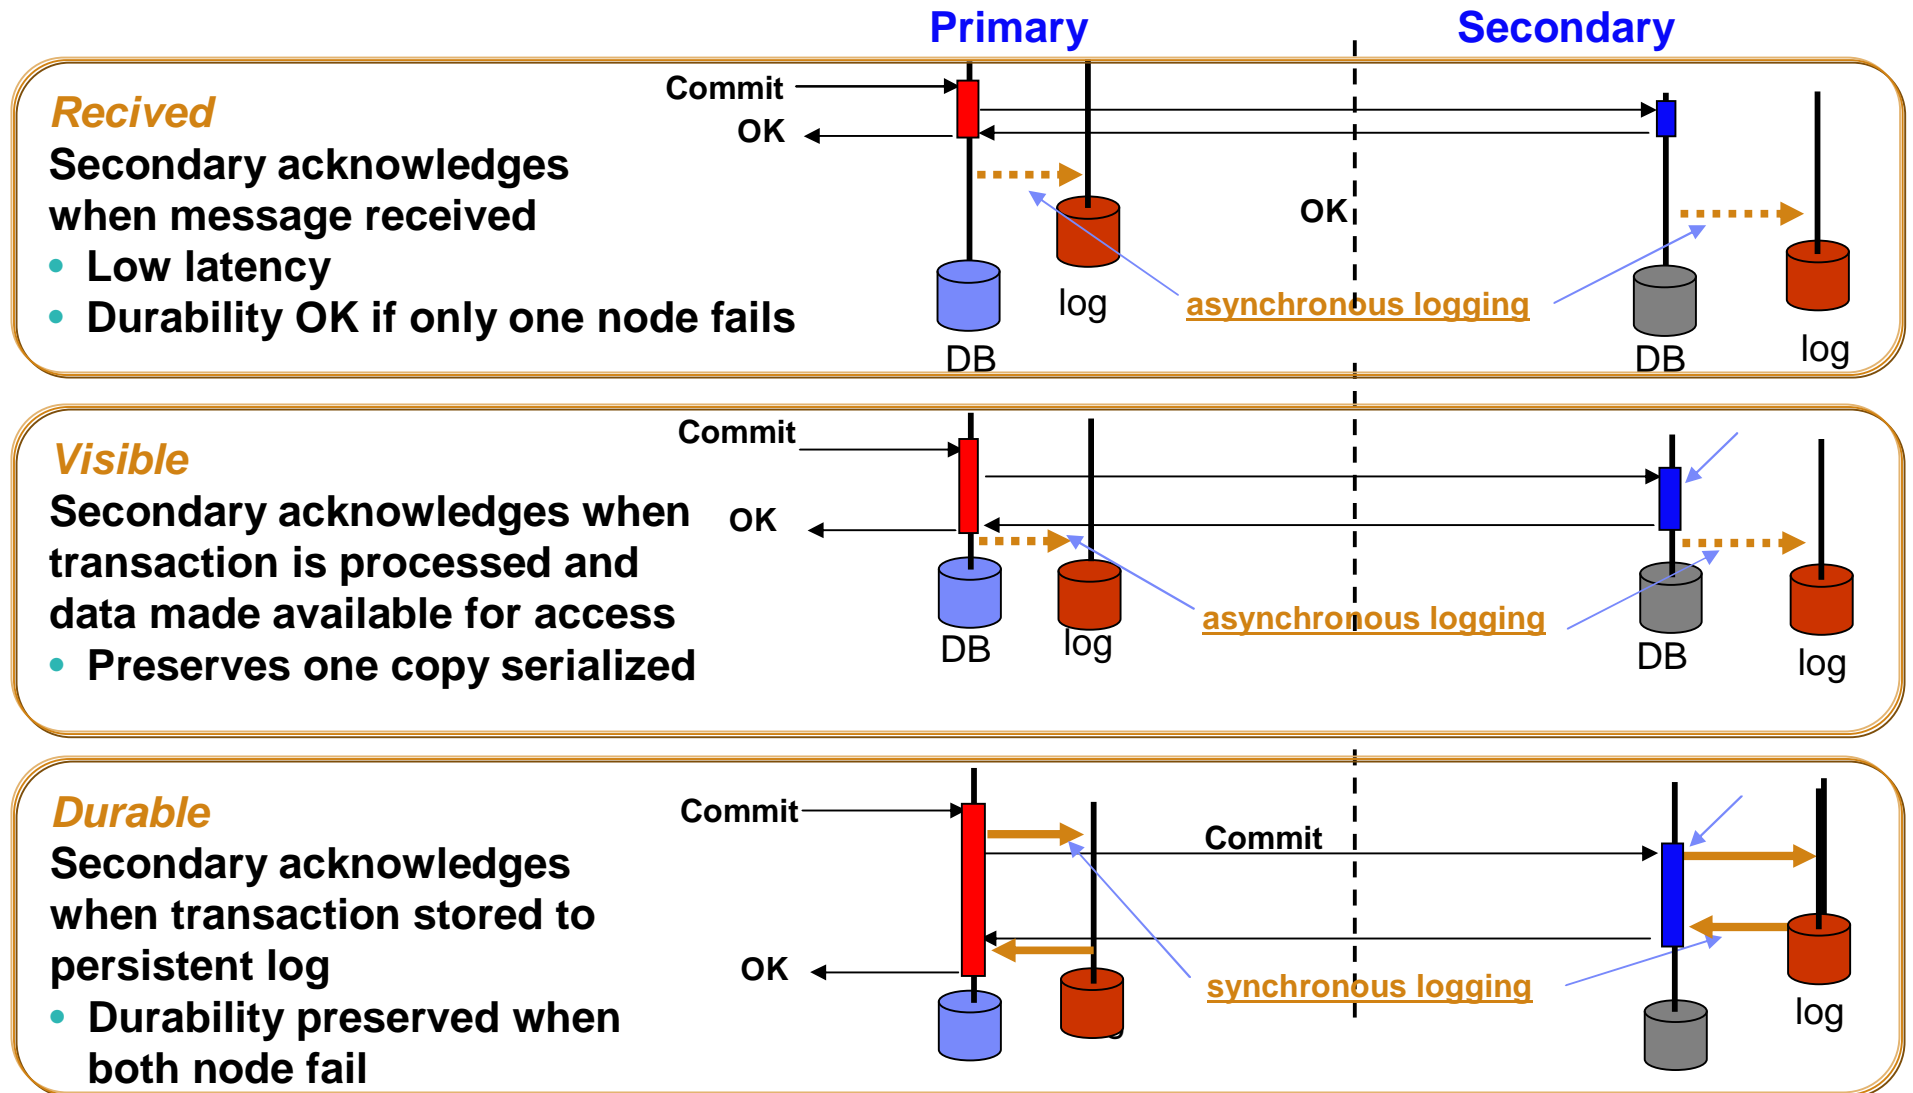 Primary
Secondary
Recived
Secondary acknowledges
when message received
• Low latency
• Durability OK if only one node fails
Commit
OK
OK
log
asynchronous logging
DB
DB
log
Visible
Secondary acknowledges when
transaction is processed and
data made available for access
• Preserves one copy serialized
Commit
OK
asynchronous logging
DB
log
DB
log
Durable
Secondary acknowledges
when transaction stored to
persistent log
• Durability preserved when
both node fail
Commit
Commit
OK
synchronous logging
log